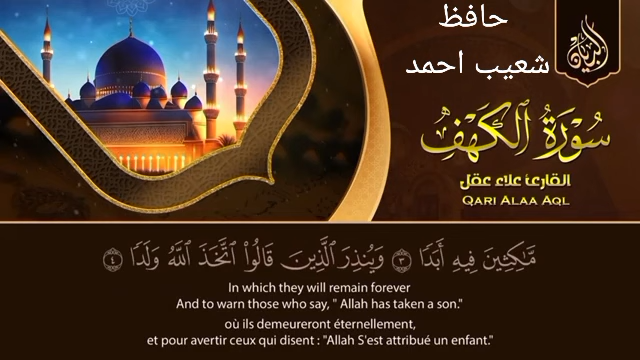 حافظ
شعيب احمد
البريق
سُورَةُ الكَهْفِ
القارئ علاء عقل
QARI ALAA AQL
مَّٰكِثِينَ فِيهِ أَبَدًا ٣ وَيُنذِرَ ٱلَّذِينَ قَالُوا۟ ٱتَّخَذَ ٱللَّهُ وَلَدًا ٤
In which they will remain forever
And to warn those who say, " Allah has taken a son."
où ils demeureront éternellement,
et pour avertir ceux qui disent : "Allah S'est attribué un enfant."